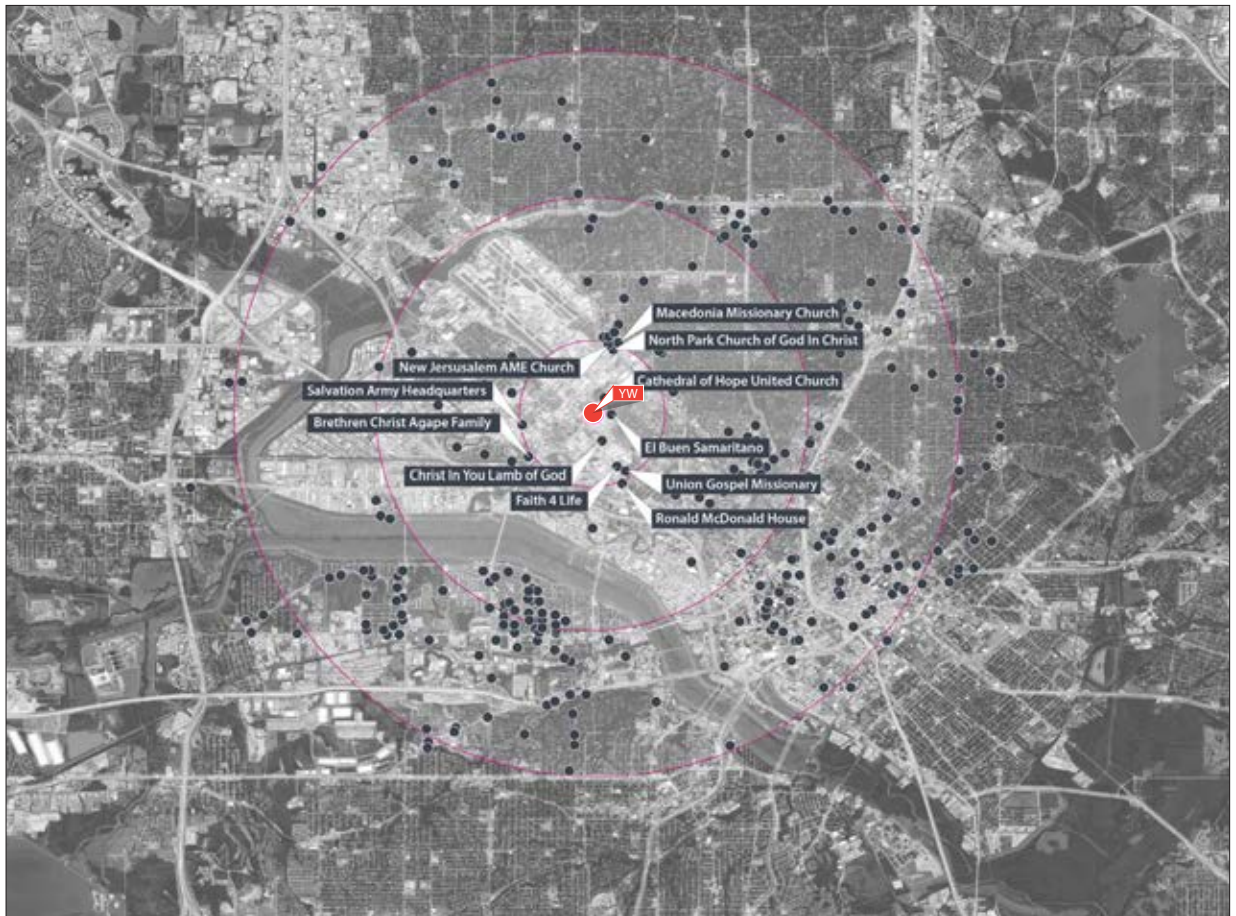 Macedonia Missionary Church
North Park Church of God In Christ
New Jersusalem AME Church
Cathedral of Hope United Church
Salvation Army Headquarters
YW
Brethren Christ Agape Family
El Buen Samaritano
Christ In You Lamb of God
Union Gospel Missionary
Faith 4 Life
Ronald McDonald House